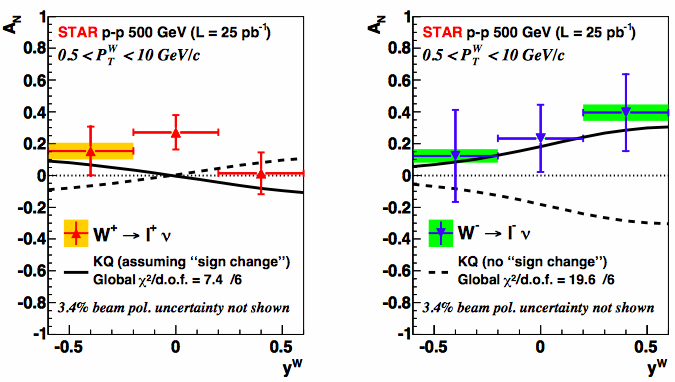 A_N
STAR p-p 500 GeV (L = 25 pb⁻¹)
0.5 < P_T^W < 10 GeV/c
1
0.8
0.6
0.4
0.2
0
-0.2
-0.4
-0.6
-0.8
-1
W⁺ → l⁺ ν
KQ (assuming “sign change”)
Global χ²/d.o.f. = 7.4 /6
3.4% beam pol. uncertainty not shown
-0.5 0 0.5
y^W
A_N
STAR p-p 500 GeV (L = 25 pb⁻¹)
0.5 < P_T^W < 10 GeV/c
1
0.8
0.6
0.4
0.2
0
-0.2
-0.4
-0.6
-0.8
-1
W⁻ → l⁻ ν
KQ (no “sign change”)
Global χ²/d.o.f. = 19.6 /6
3.4% beam pol. uncertainty not shown
-0.5 0 0.5
y^W